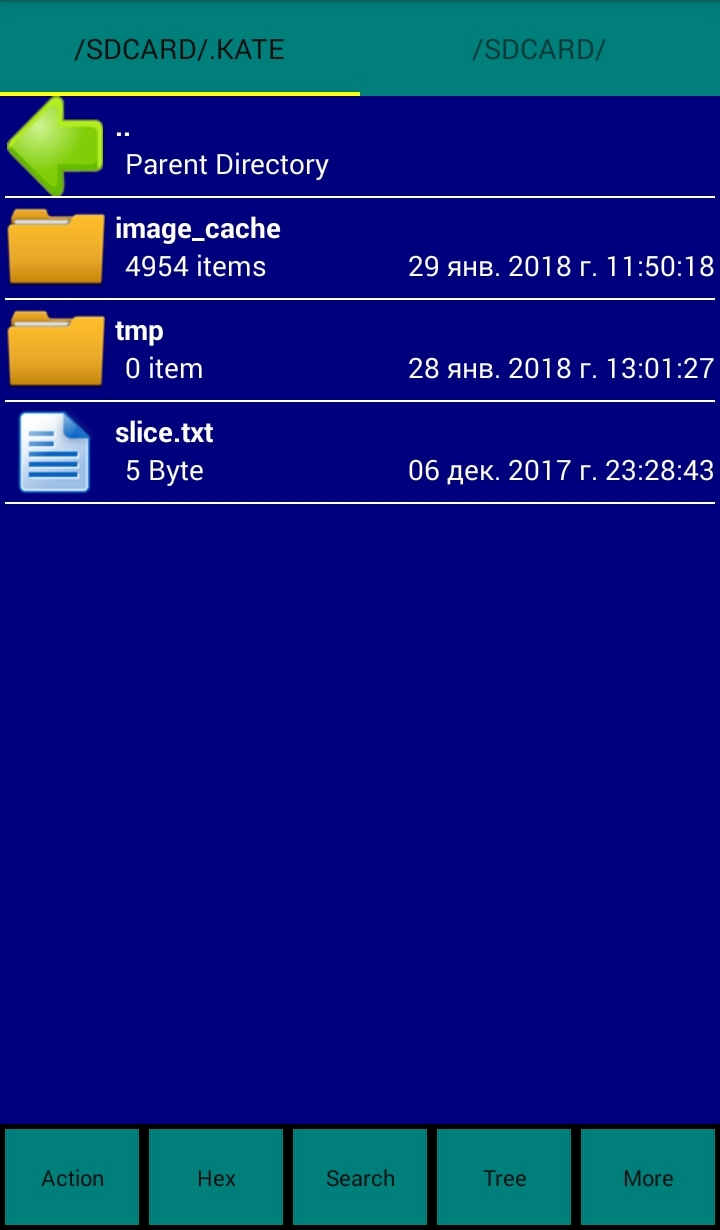 /SDCARD/.KATE
/SDCARD/
..
Parent Directory
image_cache
4954 items 29 янв. 2018 г. 11:50:18
tmp
0 item 28 янв. 2018 г. 13:01:27
slice.txt
5 Byte 06 дек. 2017 г. 23:28:43
Action Hex Search Tree More